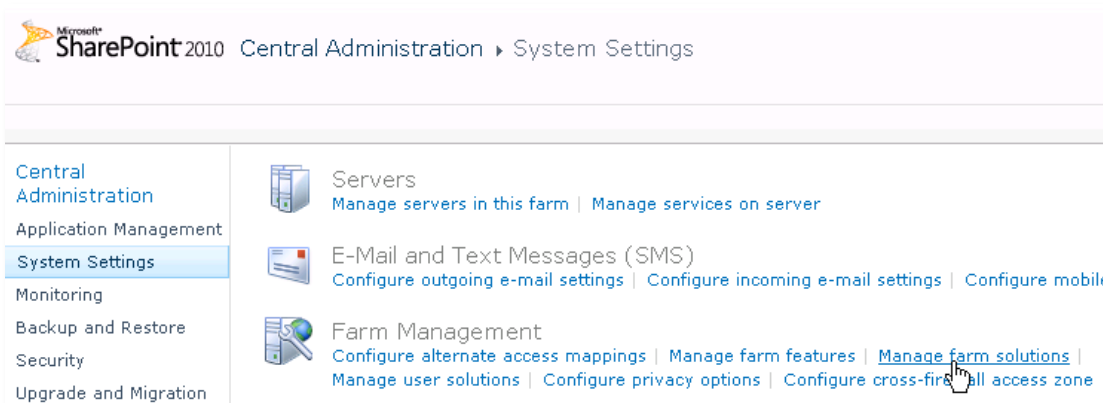 Microsoft®
SharePoint 2010 Central Administration ▸ System Settings
Central
Administration
Application Management
System Settings
Monitoring
Backup and Restore
Security
Upgrade and Migration
Servers
Manage servers in this farm | Manage services on server
E-Mail and Text Messages (SMS)
Configure outgoing e-mail settings | Configure incoming e-mail settings | Configure mobile
Farm Management
Configure alternate access mappings | Manage farm features | Manage farm solutions |
Manage user solutions | Configure privacy options | Configure cross-firewall access zone